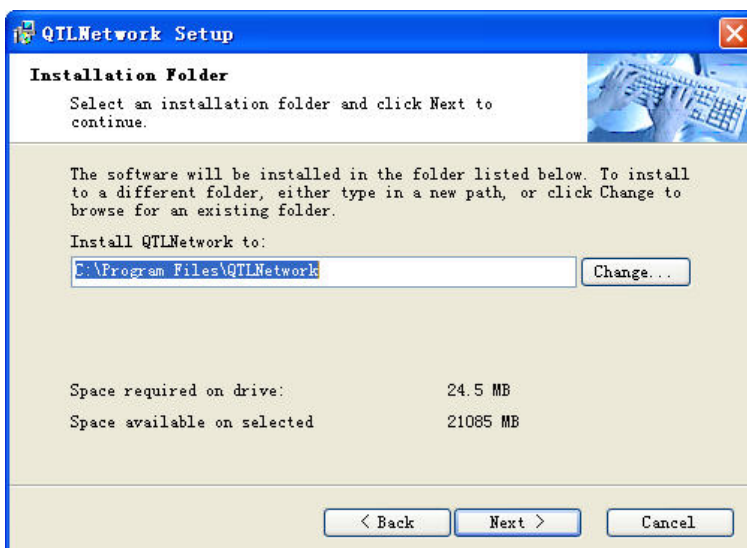 QTLNetwork Setup
Installation Folder
Select an installation folder and click Next to
continue.
The software will be installed in the folder listed below. To install
to a different folder, either type in a new path, or click Change to
browse for an existing folder.
Install QTLNetwork to:
C:\Program Files\QTLNetwork
Change...
Space required on drive: 24.5 MB
Space available on selected 21085 MB
< Back Next > Cancel